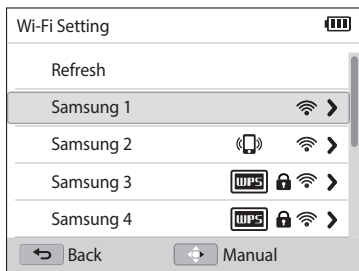 Wi-Fi Setting
Refresh
Samsung 1
Samsung 2
Samsung 3 WPS
Samsung 4 WPS
Back Manual